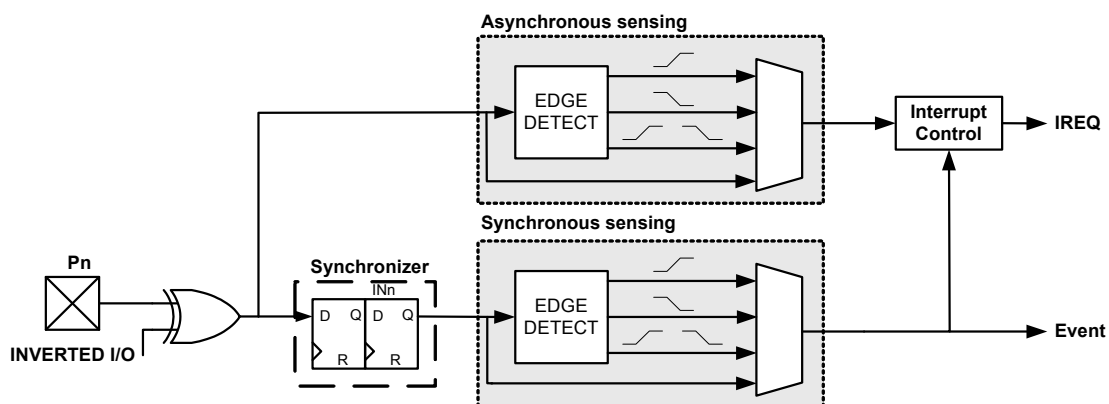 Asynchronous sensing
EDGE
DETECT
Interrupt
Control
IREQ
Synchronous sensing
Pn
Synchronizer
INn
D Q D Q
R R
EDGE
DETECT
INVERTED I/O
Event